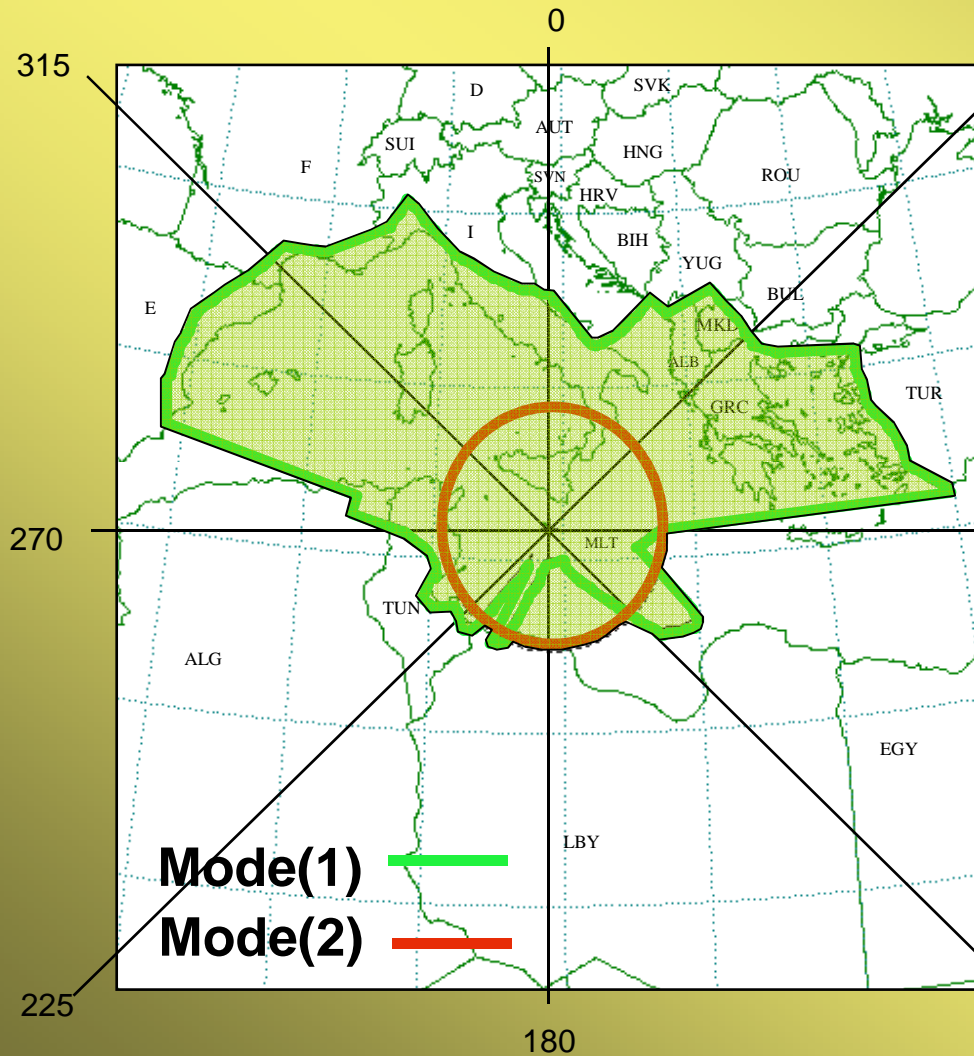 0
315
D
SVK
AUT
SUI
HNG
F
SVN
ROU
HRV
I
BIH
YUG
BUL
E
MKL
ALB
TUR
GRC
270
MLT
TUN
ALG
EGY
LBY
Mode(1)
Mode(2)
225
180